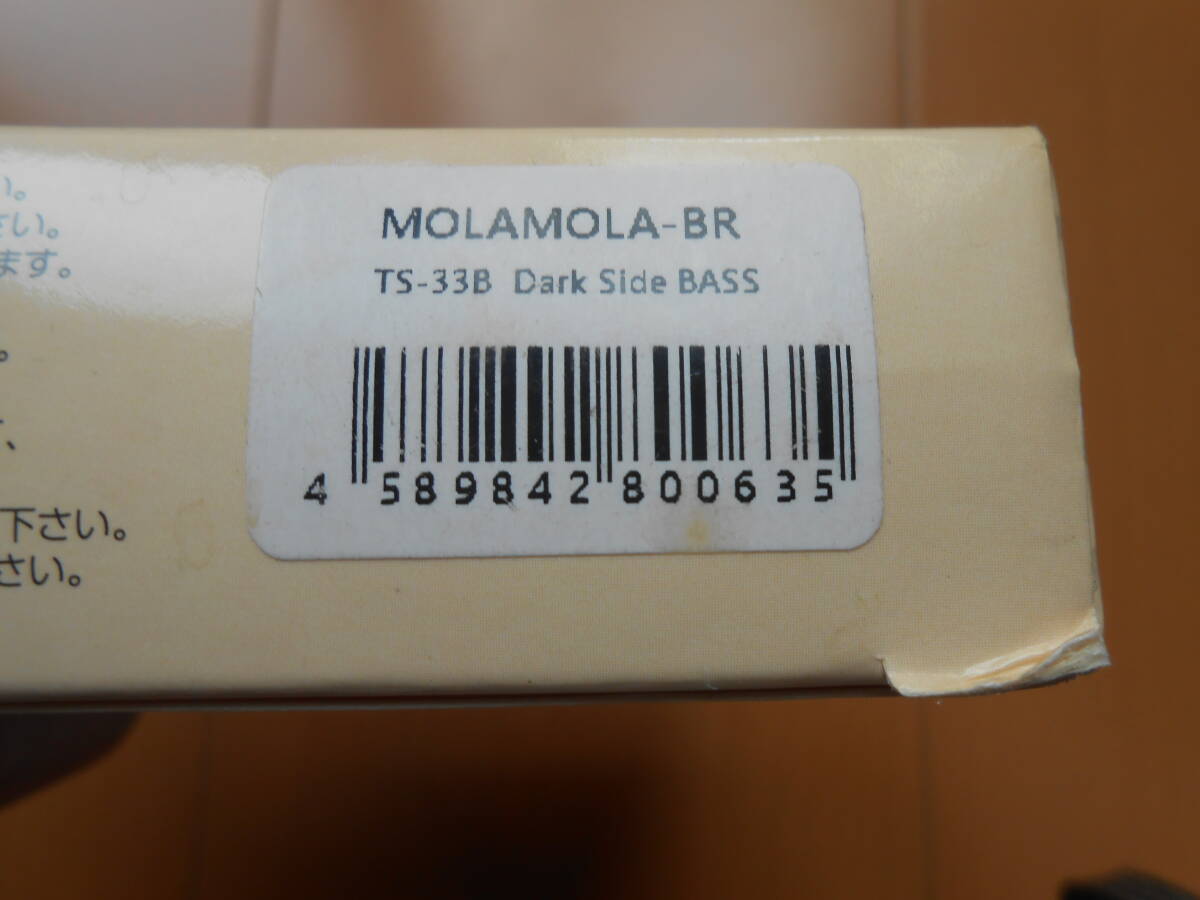 い。
さい。
ます。
。
、
下さい。
さい。
MOLAMOLA-BR
TS-33B Dark Side BASS
4 589842 800635